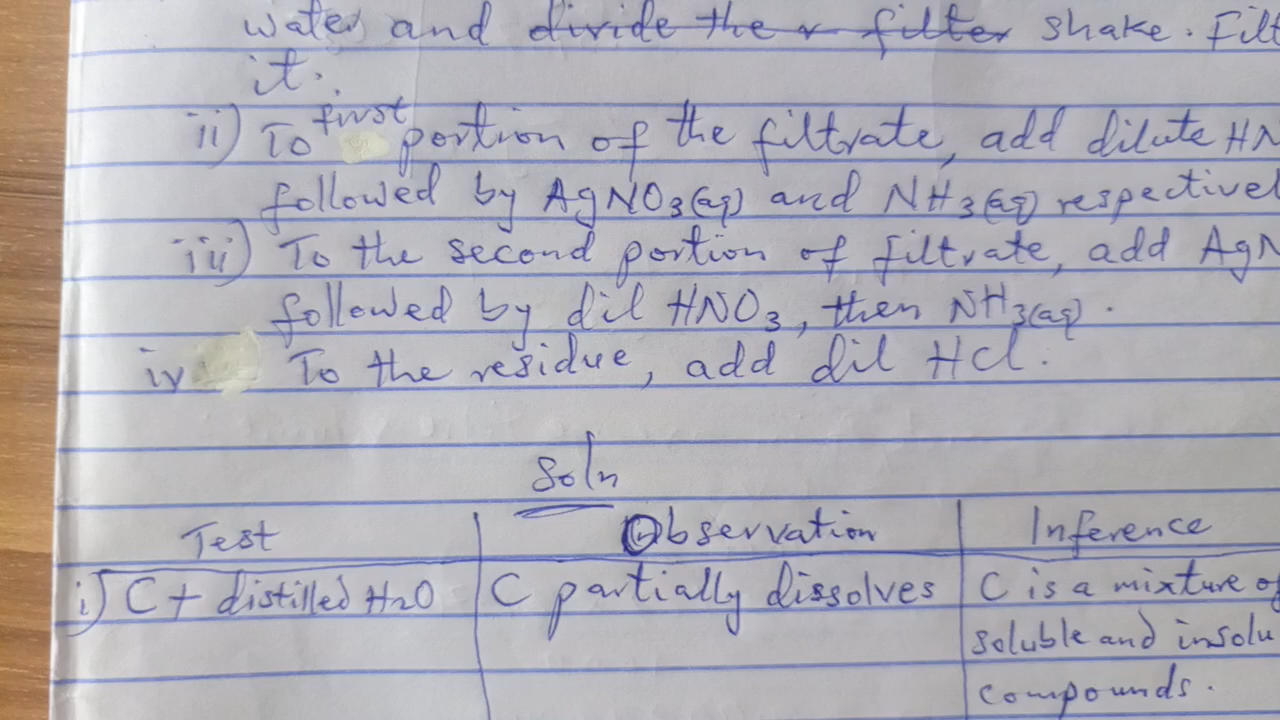 water and divide the r filter shake. Filt
it.
ii) To first portion of the filtrate, add dilute HN
followed by AgNO3(aq) and NH3(aq) respectivel
iii) To the second portion of filtrate, add AgN
followed by dil HNO3, then NH3(aq).
iv To the residue, add dil HCl.
Soln
Test Observation Inference
i) C + distilled H2O C partially dissolves C is a mixture of
soluble and insolu
compounds.